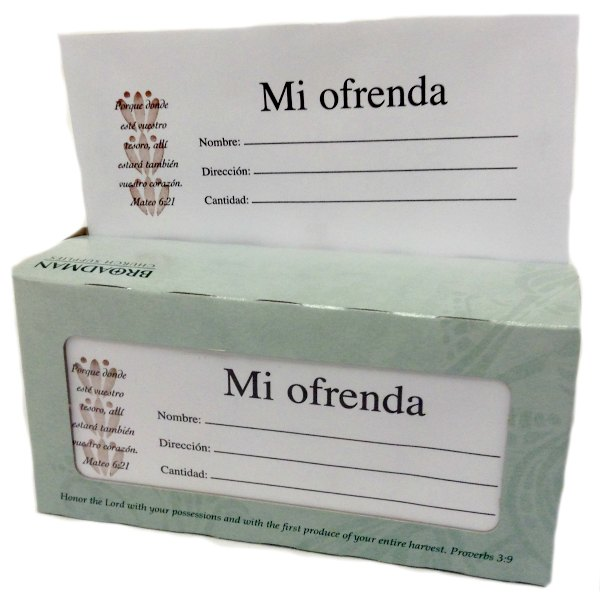 Mi ofrenda
Porque donde
esté vuestro
tesoro, allí
estará también
vuestro corazón.
Mateo 6:21
Nombre:
Dirección:
Cantidad:
BROADMAN
CHURCH SUPPLIES
Mi ofrenda
Porque donde
esté vuestro
tesoro, allí
estará también
vuestro corazón.
Mateo 6:21
Nombre:
Dirección:
Cantidad:
Honor the Lord with your possessions and with the first produce of your entire harvest. Proverbs 3:9